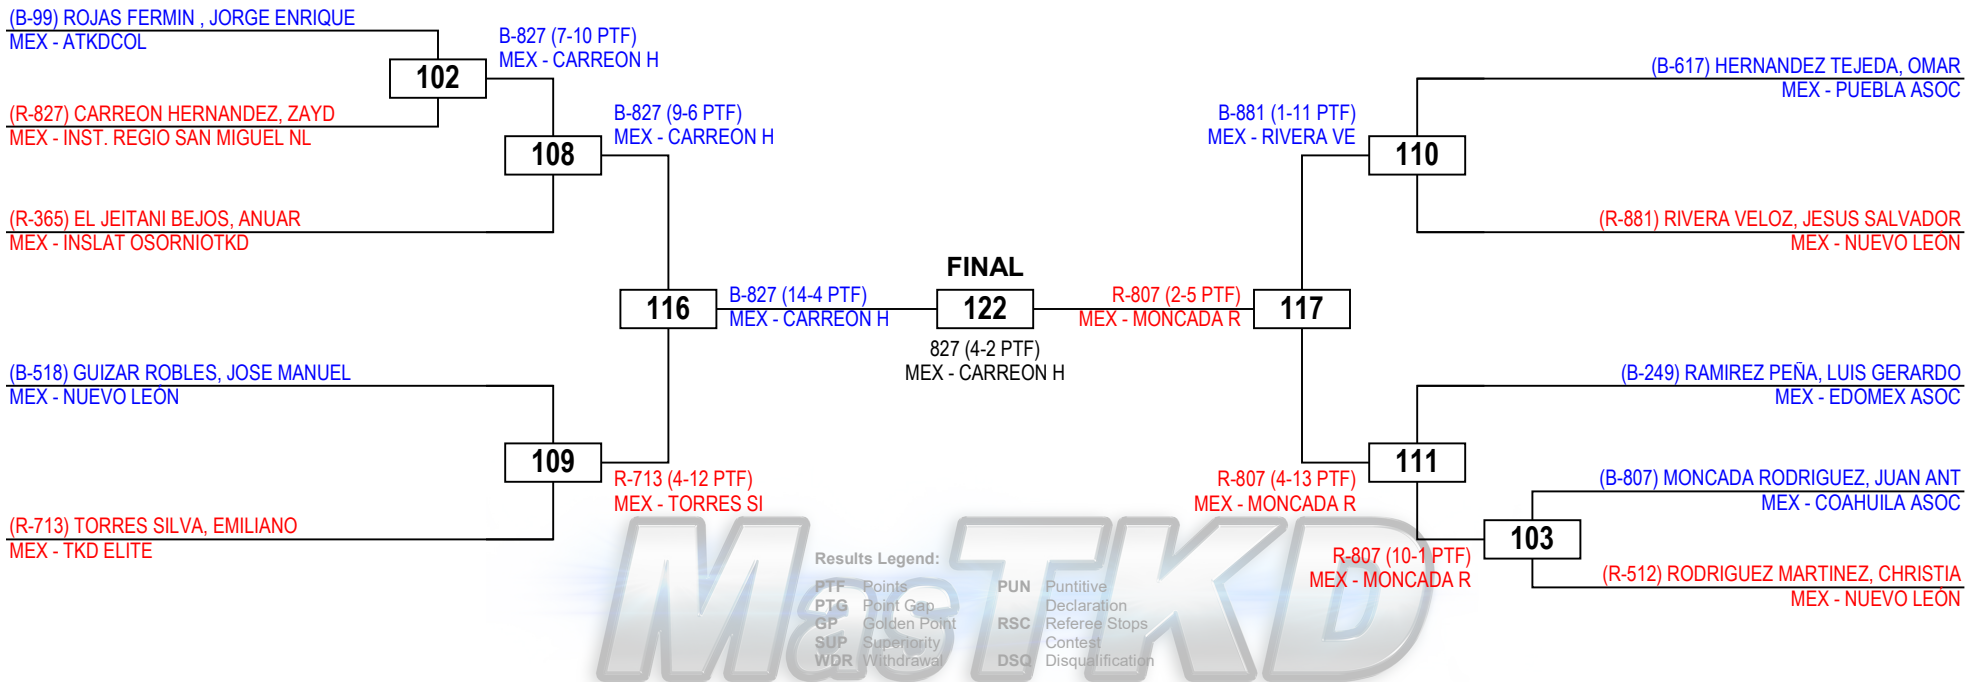 (B-99) ROJAS FERMIN , JORGE ENRIQUE
MEX - ATKDCOL
102
B-827 (7-10 PTF)
MEX - CARREON H
(R-827) CARREON HERNANDEZ, ZAYD
MEX - INST. REGIO SAN MIGUEL NL
108
B-827 (9-6 PTF)
MEX - CARREON H
(R-365) EL JEITANI BEJOS, ANUAR
MEX - INSLAT OSORNIOTKD
116
B-827 (14-4 PTF)
MEX - CARREON H
(B-518) GUIZAR ROBLES, JOSE MANUEL
MEX - NUEVO LEÓN
109
R-713 (4-12 PTF)
MEX - TORRES SI
(R-713) TORRES SILVA, EMILIANO
MEX - TKD ELITE
FINAL
122
827 (4-2 PTF)
MEX - CARREON H
(B-617) HERNANDEZ TEJEDA, OMAR
MEX - PUEBLA ASOC
B-881 (1-11 PTF)
MEX - RIVERA VE
110
(R-881) RIVERA VELOZ, JESUS SALVADOR
MEX - NUEVO LEÓN
R-807 (2-5 PTF)
MEX - MONCADA R
117
(B-249) RAMIREZ PEÑA, LUIS GERARDO
MEX - EDOMEX ASOC
111
R-807 (4-13 PTF)
MEX - MONCADA R
(B-807) MONCADA RODRIGUEZ, JUAN ANT
MEX - COAHUILA ASOC
103
R-807 (10-1 PTF)
MEX - MONCADA R
(R-512) RODRIGUEZ MARTINEZ, CHRISTIA
MEX - NUEVO LEÓN
MasTKD
Results Legend:
PTF Points
PTG Point Gap
GP Golden Point
SUP Superiority
WDR Withdrawal
PUN Puntitive
Declaration
RSC Referee Stops
Contest
DSQ Disqualification